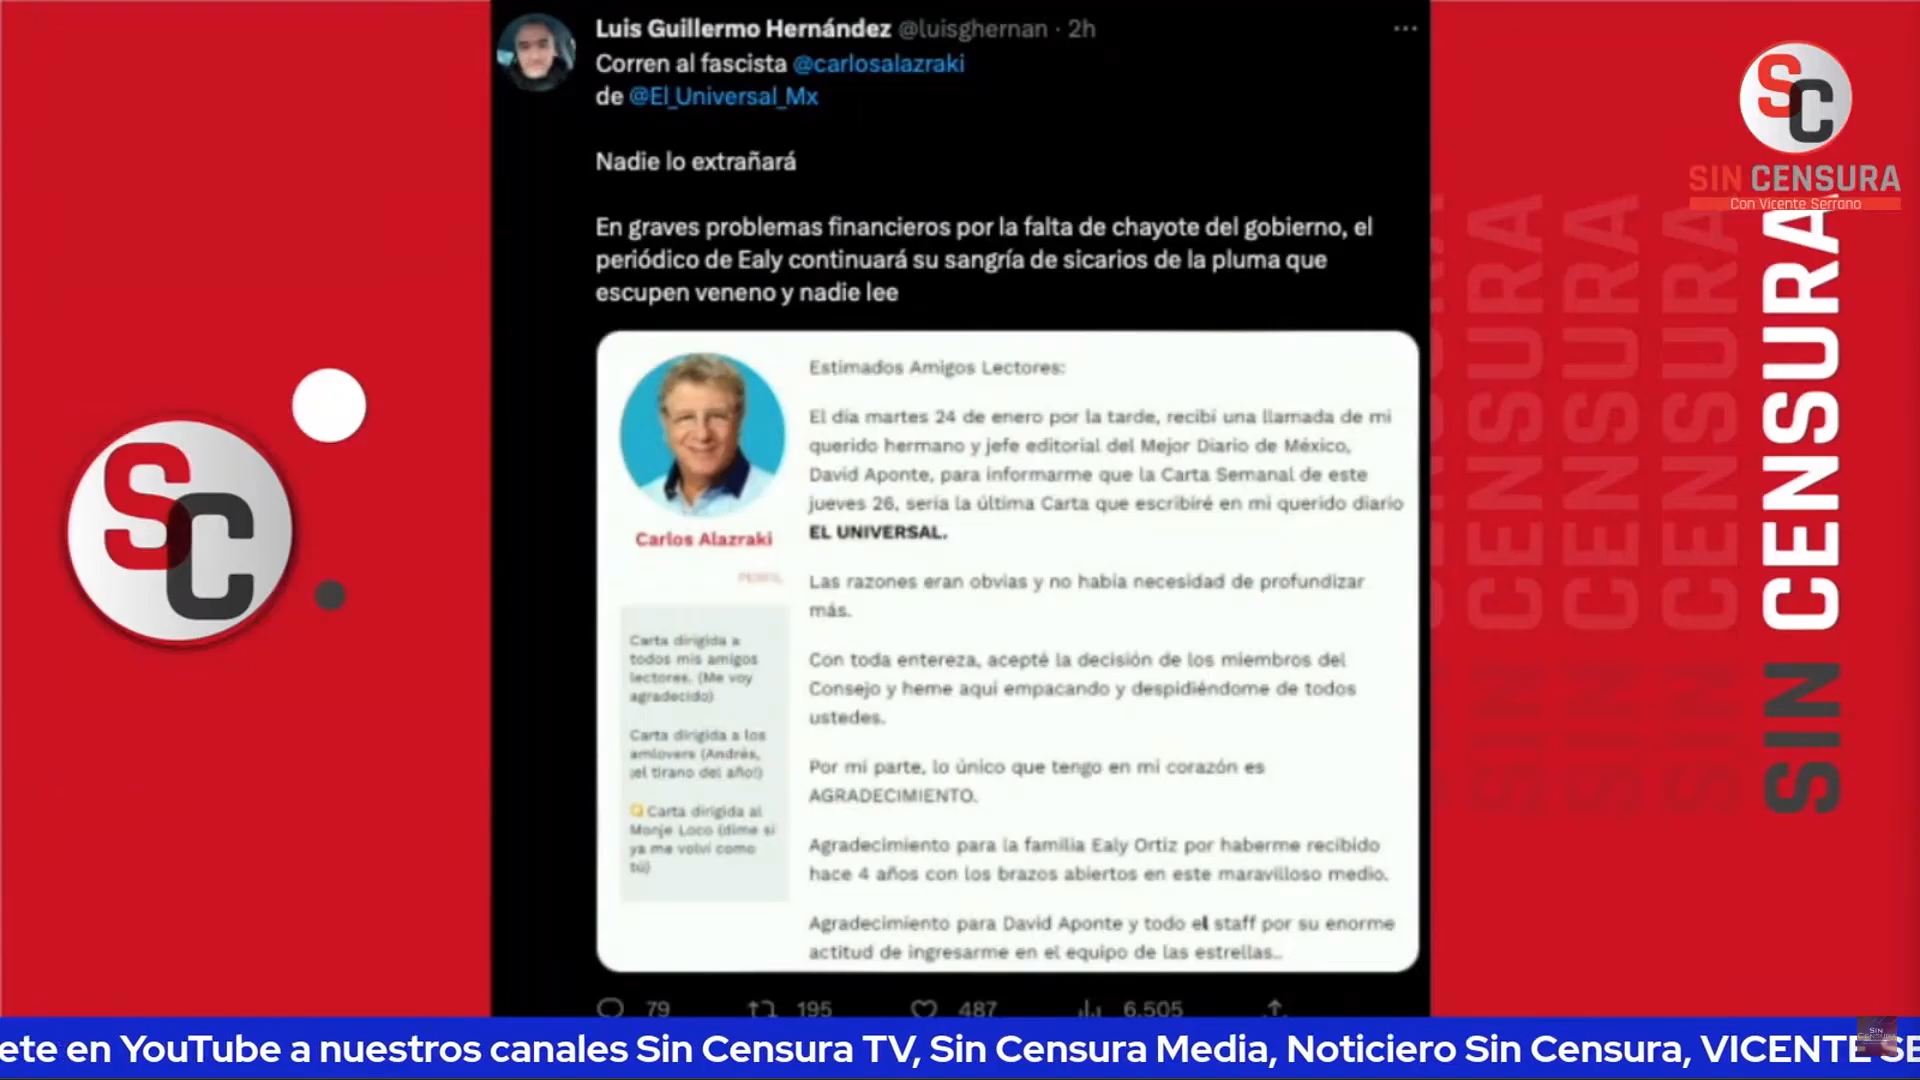 Luis Guillermo Hernández @luisghernan · 2h
Corren al fascista @carlosalazraki
de @El_Universal_Mx
Nadie lo extrañará
En graves problemas financieros por la falta de chayote del gobierno, el
periódico de Ealy continuará su sangría de sicarios de la pluma que
escupen veneno y nadie lee
Carlos Alazraki
PERFIL
Carta dirigida a
todos mis amigos
lectores. (Me voy
agradecido)
Carta dirigida a los
amlovers (Andrés,
¡el tirano del año!)
Carta dirigida al
Monje Loco (dime si
ya me volví como
tú)
Estimados Amigos Lectores:
El día martes 24 de enero por la tarde, recibí una llamada de mi
querido hermano y jefe editorial del Mejor Diario de México,
David Aponte, para informarme que la Carta Semanal de este
jueves 26, sería la última Carta que escribiré en mi querido diario
EL UNIVERSAL.
Las razones eran obvias y no había necesidad de profundizar
más.
Con toda entereza, acepté la decisión de los miembros del
Consejo y heme aquí empacando y despidiéndome de todos
ustedes.
Por mi parte, lo único que tengo en mi corazón es
AGRADECIMIENTO.
Agradecimiento para la familia Ealy Ortiz por haberme recibido
hace 4 años con los brazos abiertos en este maravilloso medio.
Agradecimiento para David Aponte y todo el staff por su enorme
actitud de ingresarme en el equipo de las estrellas..
79 195 487 6,505
SC
SC
SIN CENSURA
Con Vicente Serrano
SIN CENSURA
SIN CENSURA
SIN CENSURA
SIN CENSURA
ete en YouTube a nuestros canales Sin Censura TV, Sin Censura Media, Noticiero Sin Censura, VICENTE SE